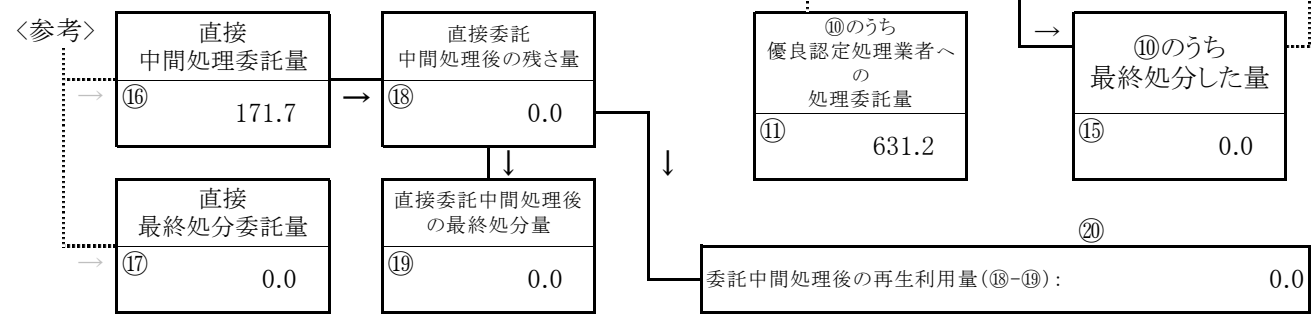 〈参考〉
直接
中間処理委託量
→
⑯
171.7
→
直接委託
中間処理後の残さ量
⑱
0.0
⑩のうち
優良認定処理業者へ
の
処理委託量
⑪
631.2
→
⑩のうち
最終処分した量
⑮
0.0
↓
↓
直接
最終処分委託量
→
⑰
0.0
直接委託中間処理後
の最終処分量
⑲
0.0
⑳
委託中間処理後の再生利用量(⑱-⑲): 0.0